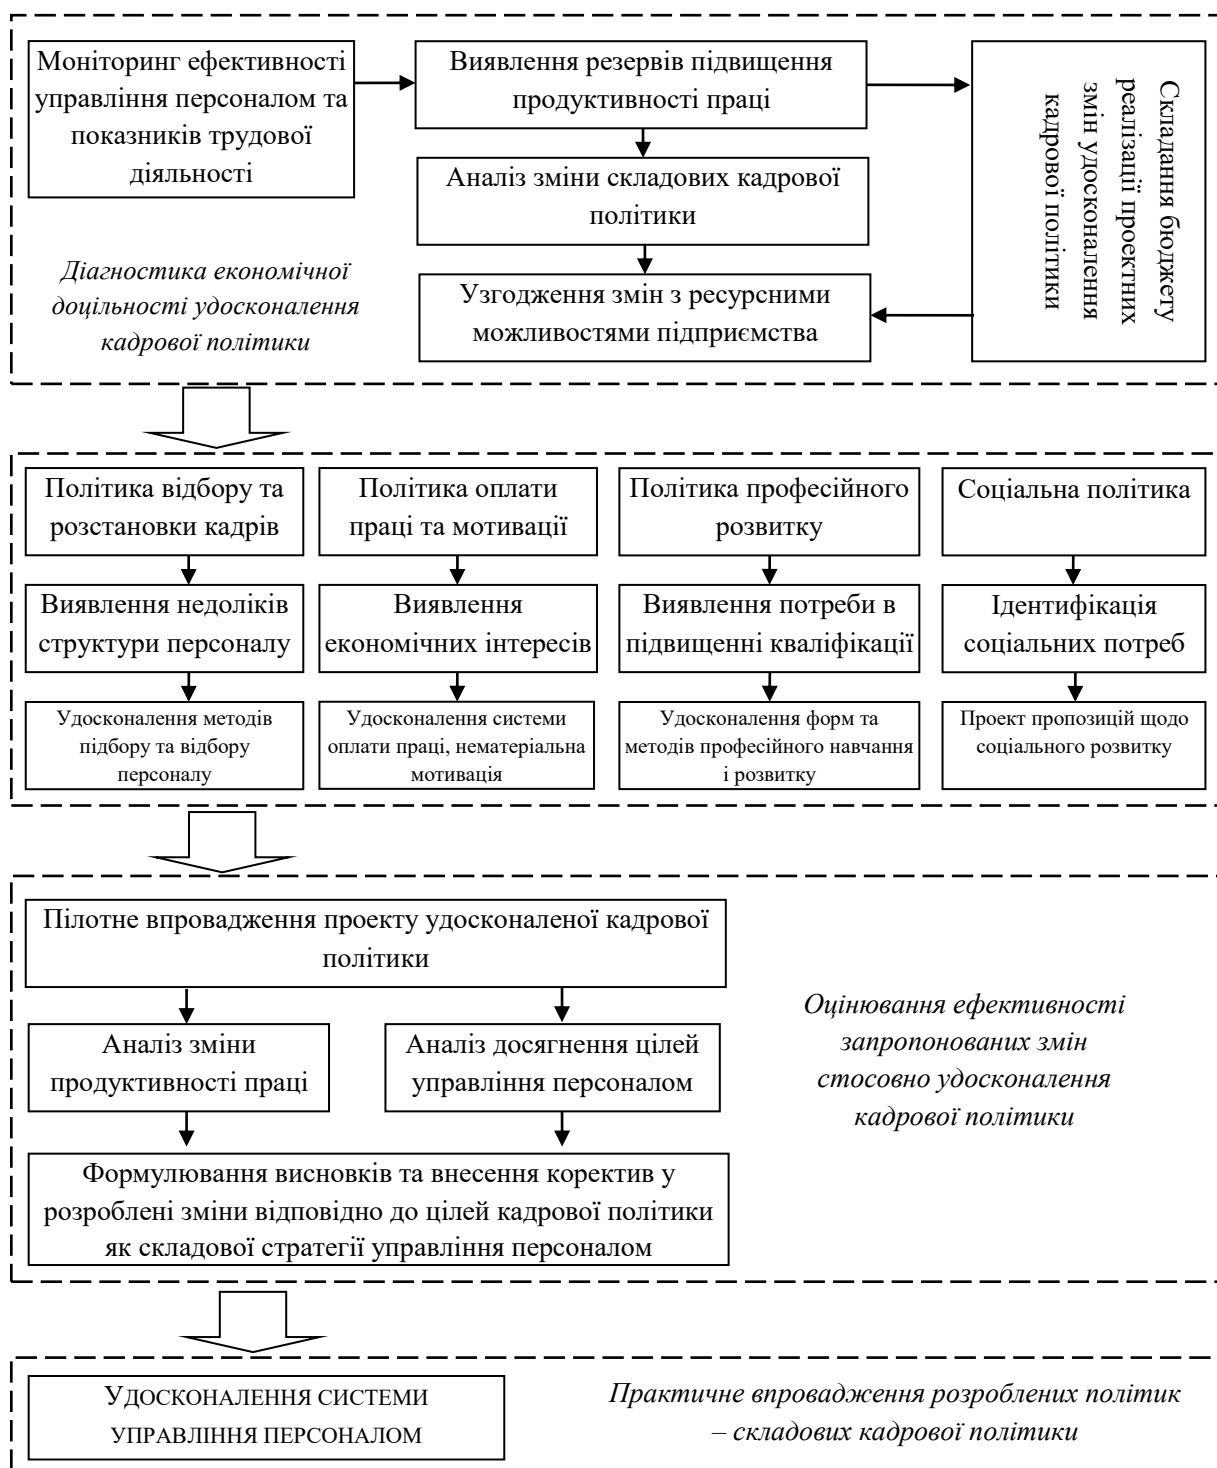 Моніторинг ефективності
управління персоналом та
показників трудової
діяльності
Виявлення резервів підвищення
продуктивності праці
Складання бюджету
реалізації проектних
змін удосконалення
кадрової політики
Аналіз зміни складових кадрової
політики
Діагностика економічної
доцільності удосконалення
кадрової політики
Узгодження змін з ресурсними
можливостями підприємства
Політика відбору та
розстановки кадрів
Політика оплати
праці та мотивації
Політика професійного
розвитку
Соціальна політика
Виявлення недоліків
структури персоналу
Виявлення
економічних інтересів
Виявлення потреби в
підвищенні кваліфікації
Ідентифікація
соціальних потреб
Удосконалення методів
підбору та відбору
персоналу
Удосконалення системи
оплати праці, нематеріальна
мотивація
Удосконалення форм та
методів професійного навчання
і розвитку
Проект пропозицій щодо
соціального розвитку
Пілотне впровадження проекту удосконаленої кадрової
політики
Аналіз зміни
продуктивності праці
Аналіз досягнення цілей
управління персоналом
Оцінювання ефективності
запропонованих змін
стосовно удосконалення
кадрової політики
Формулювання висновків та внесення коректив у
розроблені зміни відповідно до цілей кадрової політики
як складової стратегії управління персоналом
УДОСКОНАЛЕННЯ СИСТЕМИ
УПРАВЛІННЯ ПЕРСОНАЛОМ
Практичне впровадження розроблених політик
– складових кадрової політики